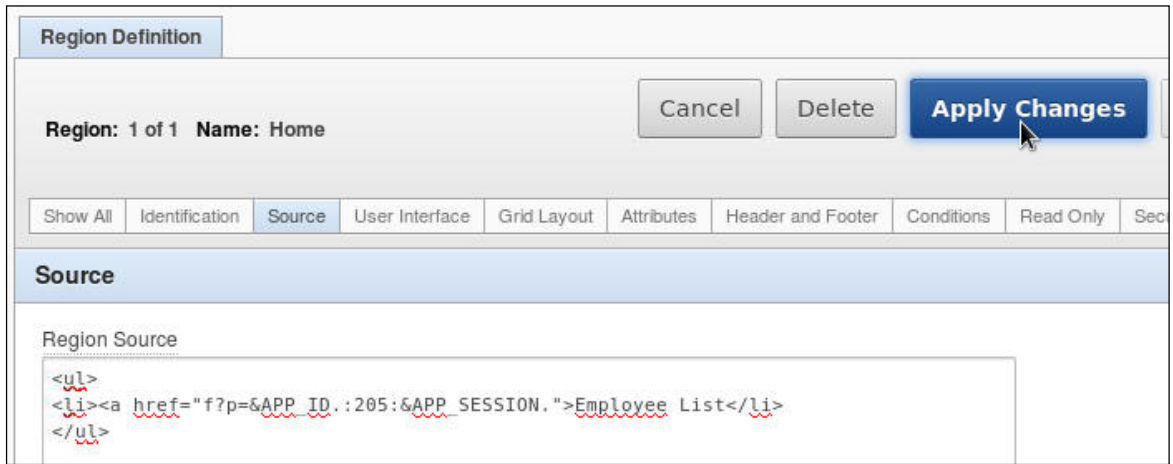 Region Definition
Region: 1 of 1 Name: Home
Cancel Delete Apply Changes
Show All Identification Source User Interface Grid Layout Attributes Header and Footer Conditions Read Only Sec
Source
Region Source
<ul>
<li><a href="f?p=&APP_ID.:205:&APP_SESSION.">Employee List</li>
</ul>